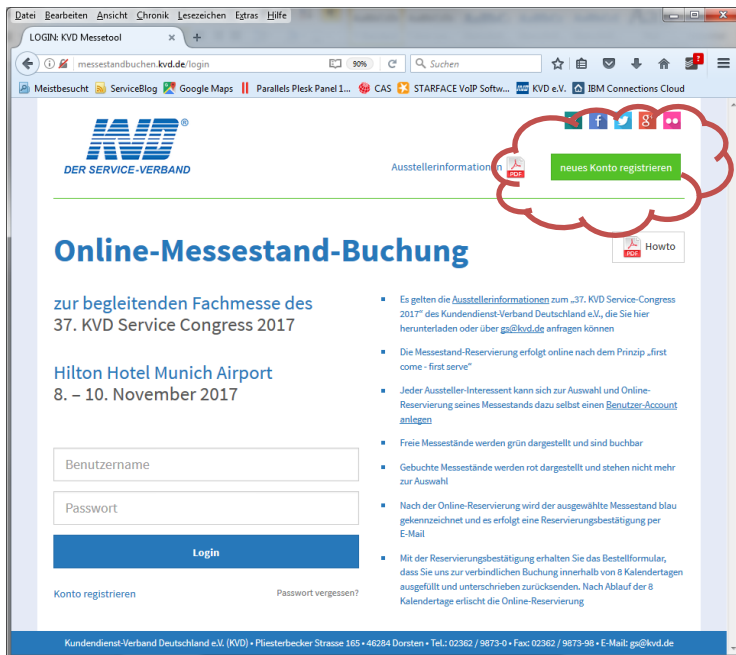 Datei Bearbeiten Ansicht Chronik Lesezeichen Extras Hilfe
LOGIN: KVD Messetool
messestandbuchen.kvd.de/login 90% Suchen
Meistbesucht ServiceBlog Google Maps Parallels Plesk Panel 1... CAS STARFACE VoIP Softw... KVD e.V. IBM Connections Cloud
KVD ®
DER SERVICE-VERBAND
Ausstellerinformationen PDF neues Konto registrieren
Online-Messestand-Buchung
PDF Howto
zur begleitenden Fachmesse des
37. KVD Service Congress 2017
Hilton Hotel Munich Airport
8. – 10. November 2017
Benutzername
Passwort
Login
Konto registrieren Passwort vergessen?
Es gelten die Ausstellerinformationen zum „37. KVD Service-Congress
2017" des Kundendienst-Verband Deutschland e.V., die Sie hier
herunterladen oder über gs@kvd.de anfragen können
Die Messestand-Reservierung erfolgt online nach dem Prinzip „first
come - first serve"
Jeder Aussteller-Interessent kann sich zur Auswahl und Online-
Reservierung seines Messestands dazu selbst einen Benutzer-Account
anlegen
Freie Messestände werden grün dargestellt und sind buchbar
Gebuchte Messestände werden rot dargestellt und stehen nicht mehr
zur Auswahl
Nach der Online-Reservierung wird der ausgewählte Messestand blau
gekennzeichnet und es erfolgt eine Reservierungsbestätigung per
E-Mail
Mit der Reservierungsbestätigung erhalten Sie das Bestellformular,
dass Sie uns zur verbindlichen Buchung innerhalb von 8 Kalendertagen
ausgefüllt und unterschrieben zurücksenden. Nach Ablauf der 8
Kalendertage erlischt die Online-Reservierung
Kundendienst-Verband Deutschland e.V. (KVD) • Pliesterbecker Strasse 165 • 46284 Dorsten • Tel.: 02362 / 9873-0 • Fax: 02362 / 9873-98 • E-Mail: gs@kvd.de